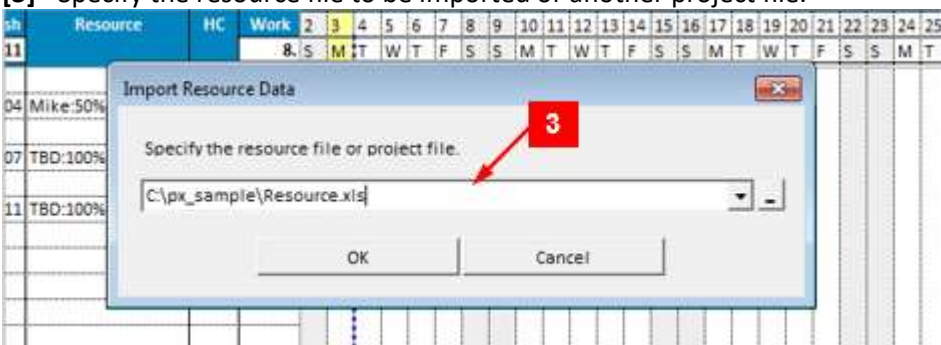 [3] Specify the resource file to be imported or another project file.
sh Resource HC Work 2 3 4 5 6 7 8 9 10 11 12 13 14 15 16 17 18 19 20 21 22 23 24 25
11 8. S M T W T F S S M T W T F S S M T W T F S S M T
Import Resource Data
04 Mike:50%
3
07 TBD:100%
Specify the resource file or project file.
C:\px_sample\Resource.xls
11 TBD:100%
OK Cancel